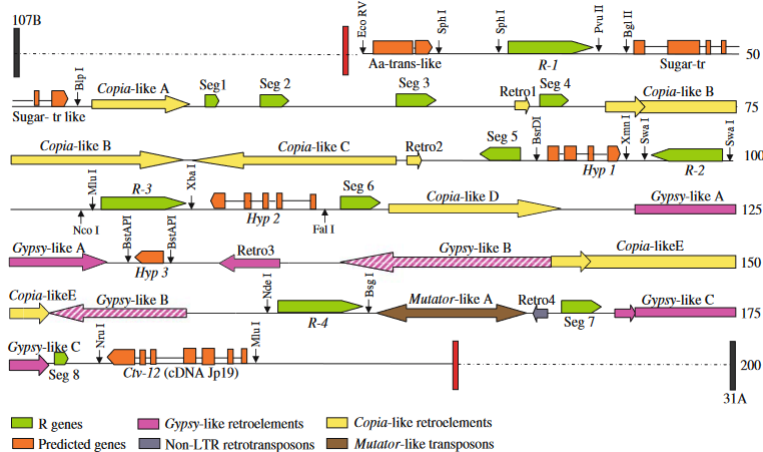 107B
Eco RV Sph I Sph I Pvu II Bgl II
Aa-trans-like R-1 Sugar-tr 50
Blp I Copia-like A Seg1 Seg 2 Seg 3 Retro1 Seg 4 Copia-like B
Sugar- tr like 75
Copia-like B Copia-like C Retro2 Seg 5 BstDI Xmn I Swa I Swa I
Hyp 1 R-2 100
Mlu I R-3 Xba I Seg 6 Copia-like D Gypsy-like A
Nco I Hyp 2 Fal I 125
Gypsy-like A BstAPI BstAPI Retro3 Gypsy-like B Copia-likeE
Hyp 3 150
Copia-likeE Gypsy-like B Nde I Bsg I Mutator-like A Retro4 Gypsy-like C
R-4 Seg 7 175
Gypsy-like C Nru I Mlu I
Seg 8 Ctv-12 (cDNA Jp19) 200
31A
R genes Gypsy-like retroelements Copia-like retroelements
Predicted genes Non-LTR retrotransposons Mutator-like transposons